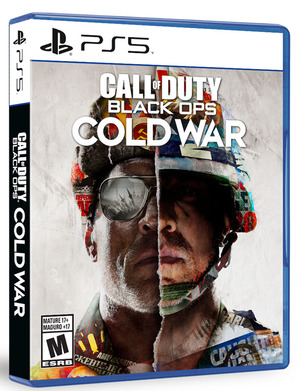 PS5
CALL OF DUTY
BLACK OPS
COLD WAR
MATURE 17+
MADURO +17
M
ESRB
PS5
CALL OF DUTY
BLACK OPS
COLD WAR